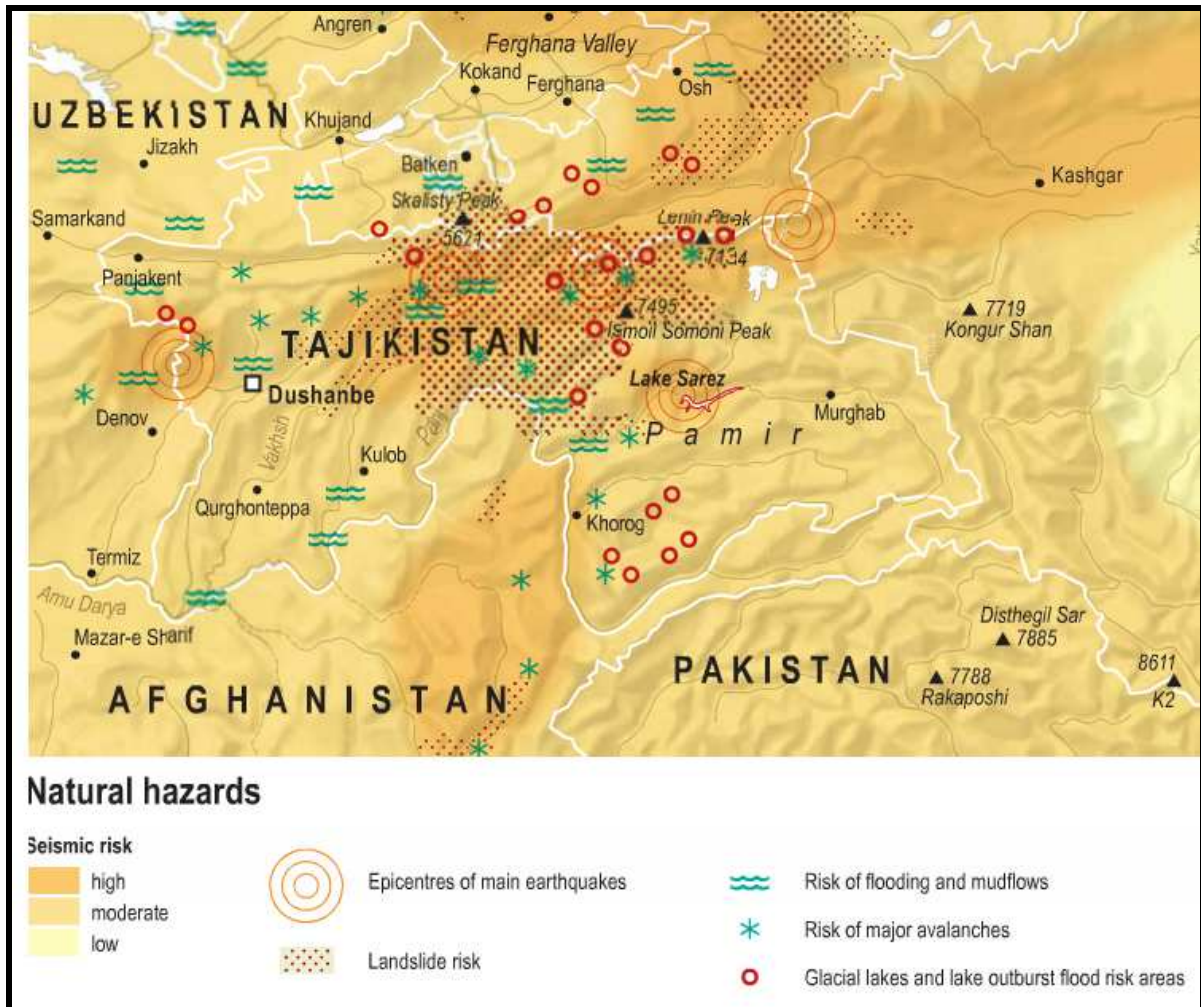 Angren
Ferghana Valley
Kokand
Ferghana
Osh
UZBEKISTAN
Khujand
Jizakh
Batken
Kashgar
Skalisty Peak
Samarkand
5621
Lenin Peak
7134
Panjakent
7495
Ismoil Somoni Peak
7719
Kongur Shan
TAJIKISTAN
Lake Sarez
Dushanbe
Murghab
Denov
Pamir
Vakhsh
Kulob
Qurghonteppa
Khorog
Termiz
Amu Darya
Mazar-e Sharif
Disthegil Sar
7885
PAKISTAN
7788
Rakaposhi
8611
K2
AFGHANISTAN
Natural hazards
Seismic risk
high
moderate
low
Epicentres of main earthquakes
Landslide risk
Risk of flooding and mudflows
Risk of major avalanches
Glacial lakes and lake outburst flood risk areas